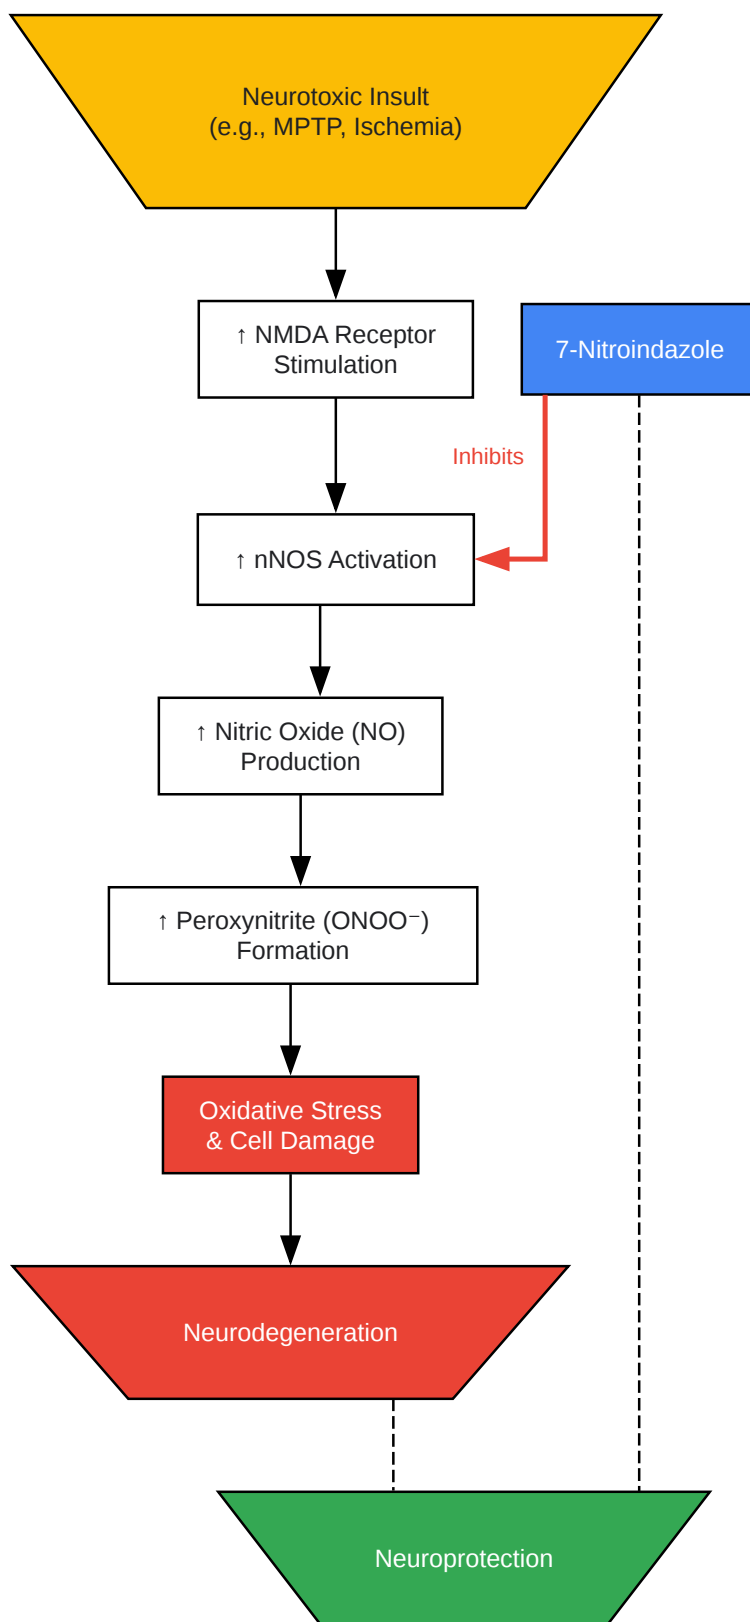 Neurotoxic Insult
(e.g., MPTP, Ischemia)
↑ NMDA Receptor
Stimulation
7-Nitroindazole
Inhibits
↑ nNOS Activation
↑ Nitric Oxide (NO)
Production
↑ Peroxynitrite (ONOO⁻)
Formation
Oxidative Stress
& Cell Damage
Neurodegeneration
Neuroprotection